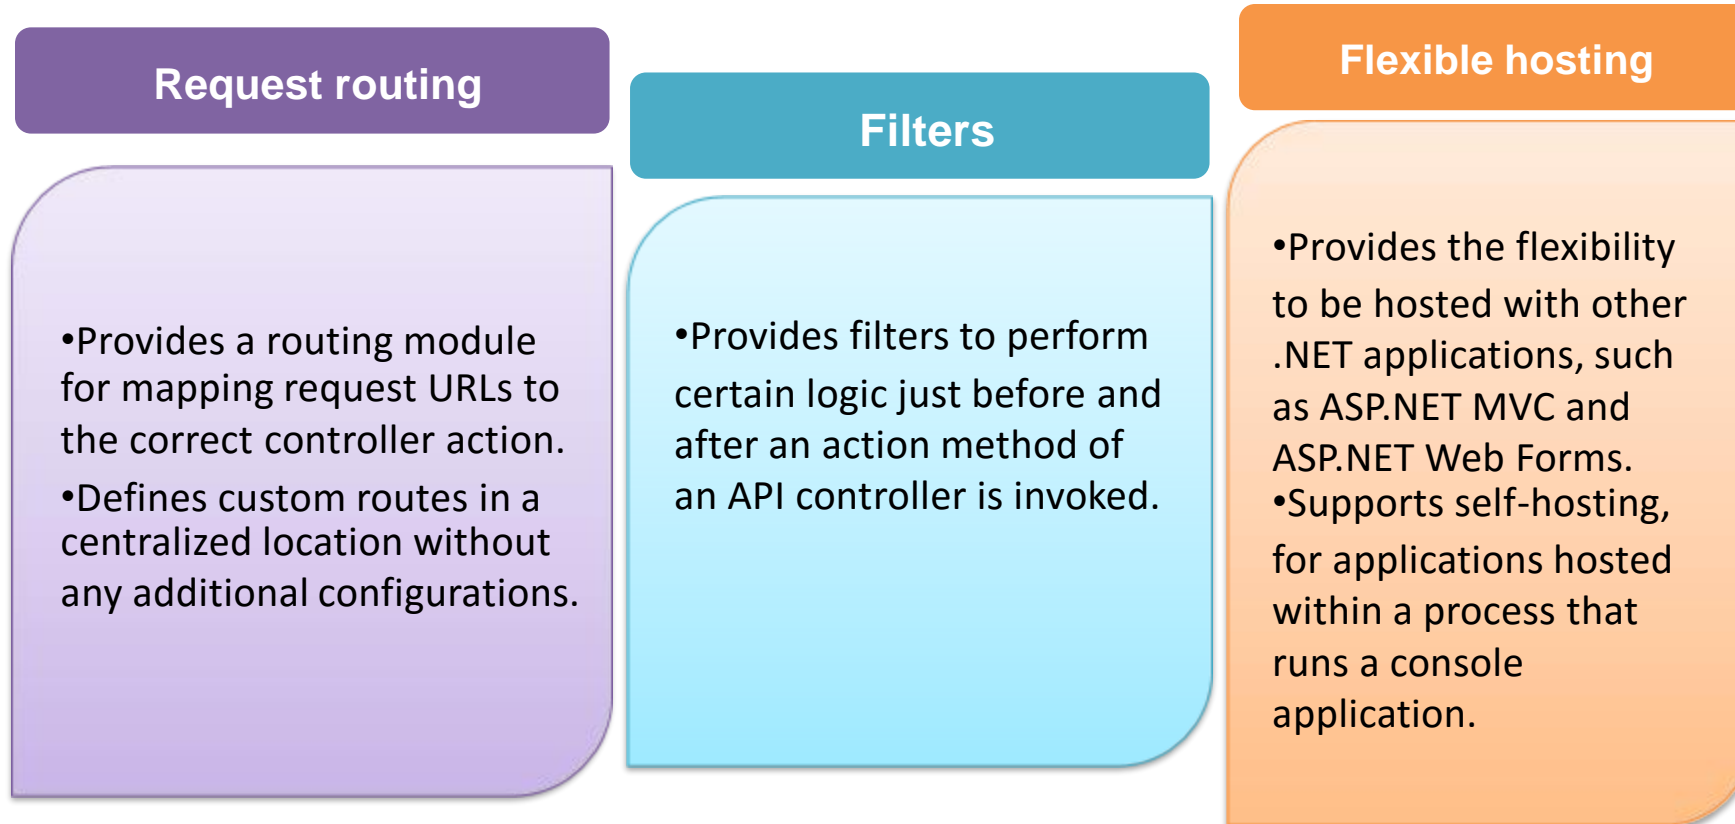 Request routing
•Provides a routing module
for mapping request URLs to
the correct controller action.
•Defines custom routes in a
centralized location without
any additional configurations.
Filters
•Provides filters to perform
certain logic just before and
after an action method of
an API controller is invoked.
Flexible hosting
•Provides the flexibility
to be hosted with other
.NET applications, such
as ASP.NET MVC and
ASP.NET Web Forms.
•Supports self-hosting,
for applications hosted
within a process that
runs a console
application.